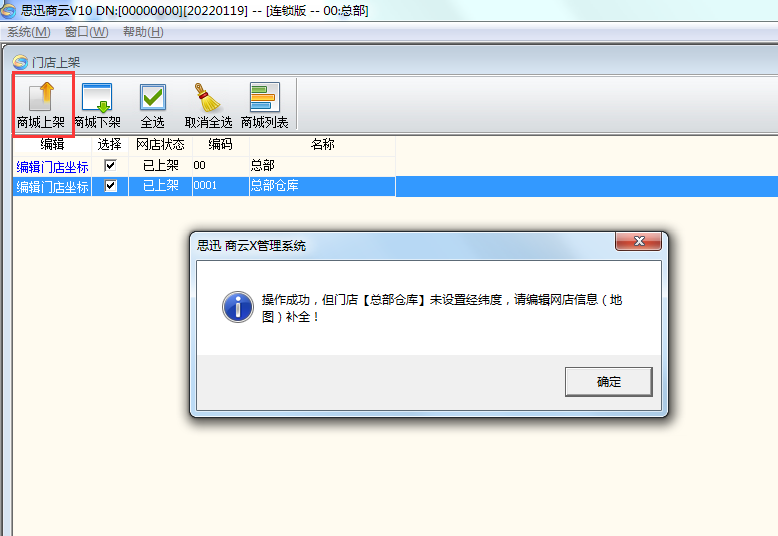 思迅商云V10 DN:[00000000][20220119] -- [连锁版 -- 00:总部]
系统(M) 窗口(W) 帮助(H)
门店上架
商城上架 商城下架 全选 取消全选 商城列表
编辑 选择 网店状态 编码 名称
编辑门店坐标 已上架 00 总部
编辑门店坐标 已上架 0001 总部仓库
思迅 商云X管理系统
操作成功，但门店【总部仓库】未设置经纬度，请编辑网店信息（地
图）补全！
确定